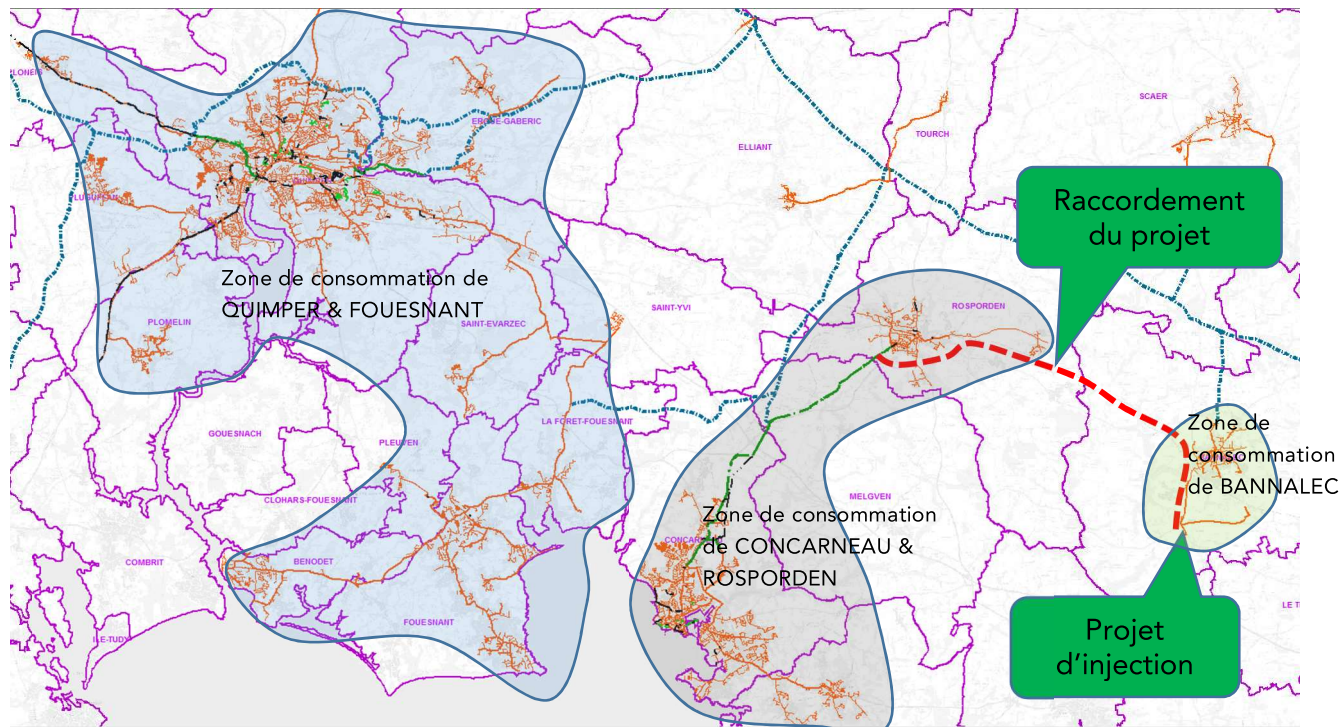 SCAER
ERGUE-GABERIC
TOURCH
ELLIANT
Raccordement
du projet
Zone de consommation de
QUIMPER & FOUESNANT
PLOMELIN
SAINT-EVARZEC
SAINT-YVI
ROSPORDEN
LA FORET-FOUESNANT
GOUESNACH
PLEUVEN
Zone de
consommation
de BANNALEC
CLOHARS-FOUESNANT
MELGVEN
Zone de consommation
de CONCARNEAU &
ROSPORDEN
CONCAR
COMBRIT
BENODET
FOUESNANT
ILE-TUDY
LE T
Projet
d'injection